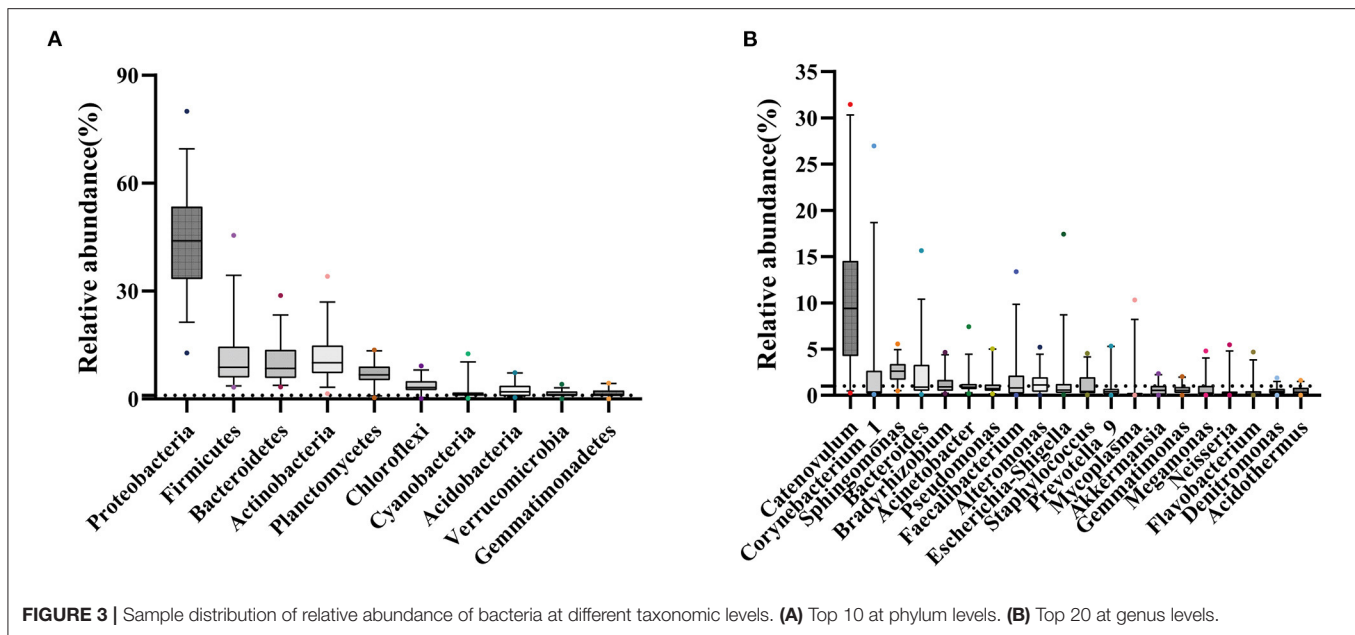 A
Relative abundance(%)
90
60
30
0
Proteobacteria
Firmicutes
Bacteroidetes
Actinobacteria
Planctomycetes
Chloroflexi
Cyanobacteria
Acidobacteria
Verrucomicrobia
Gemmatimonadetes
B
Relative abundance(%)
35
30
25
20
15
10
5
0
Catenovulum
Corynebacterium_1
Sphingomonas
Bacteroides
Bradyrhizobium
Acinetobacter
Pseudomonas
Faecalibacterium
Alteromonas
Escherichia-Shigella
Staphylococcus
Prevotella_9
Mycoplasma
Akkermansia
Gemmatimonas
Megamonas
Neisseria
Flavobacterium
Denitromonas
Acidothermus
FIGURE 3 | Sample distribution of relative abundance of bacteria at different taxonomic levels. (A) Top 10 at phylum levels. (B) Top 20 at genus levels.